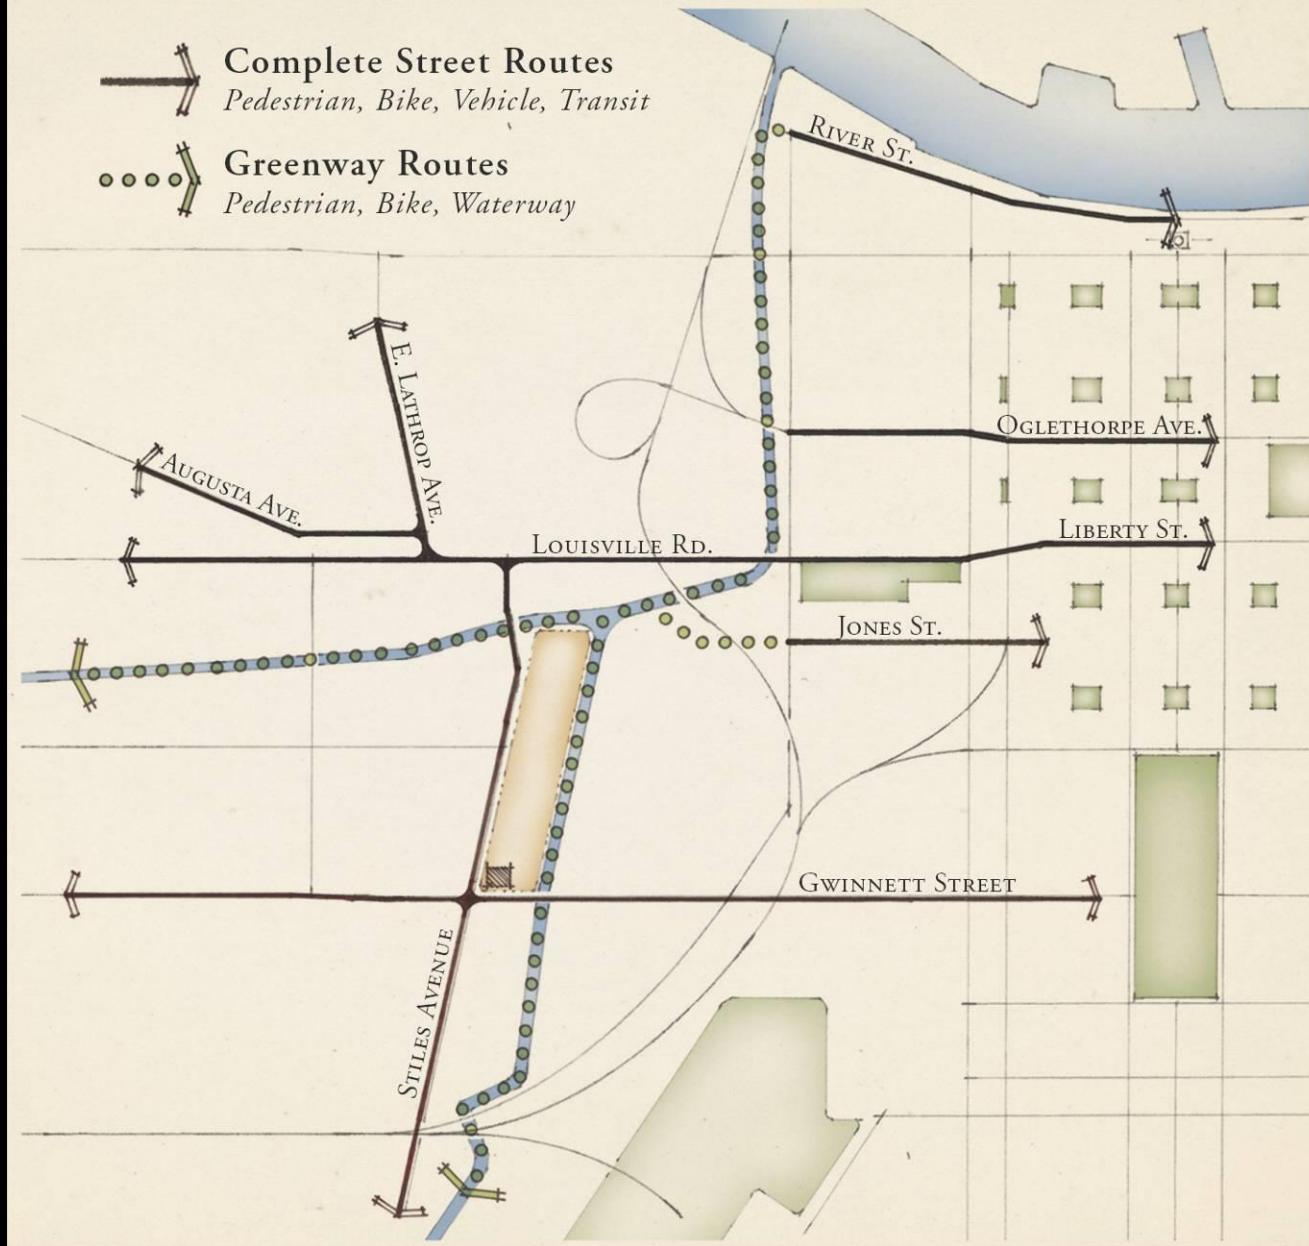 Complete Street Routes
Pedestrian, Bike, Vehicle, Transit
Greenway Routes
Pedestrian, Bike, Waterway
River St.
E. Lathrop Ave.
Augusta Ave.
Oglethorpe Ave.
Louisville Rd.
Liberty St.
Jones St.
Gwinnett Street
Stiles Avenue